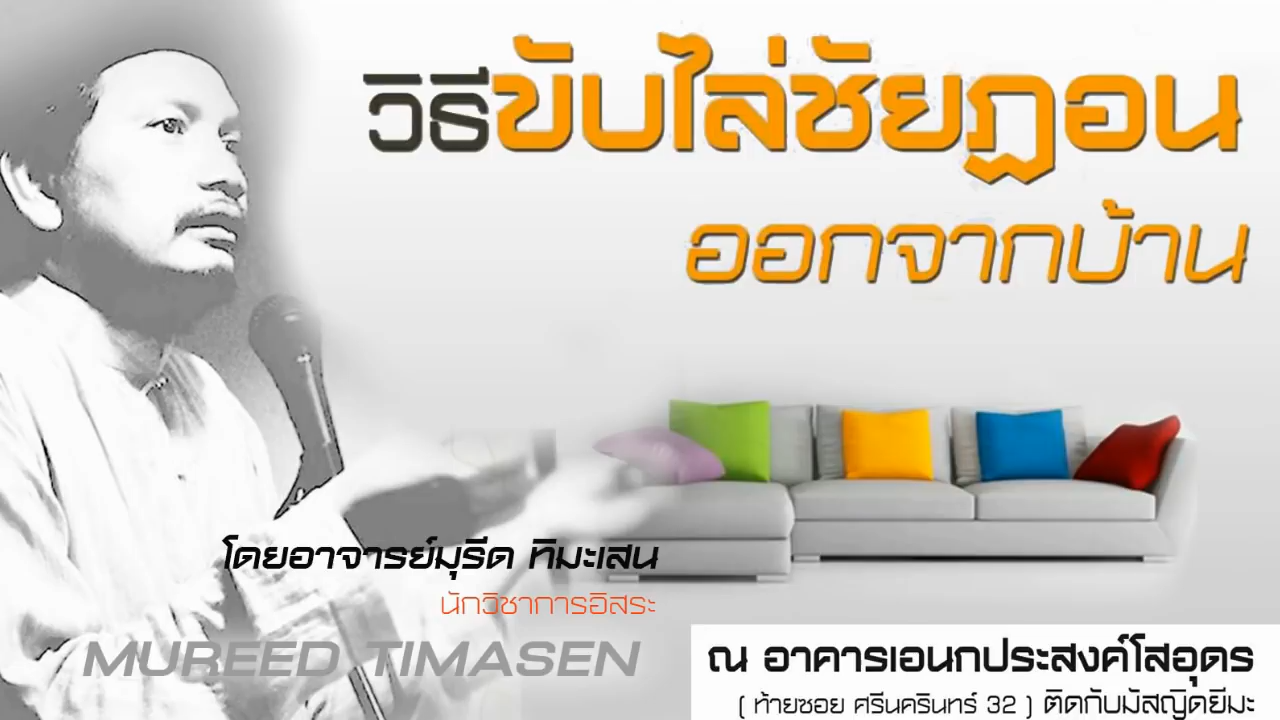 วิธีขับไล่ชัยฏอน
ออกจากบ้าน
โดยอาจารย์มุรีด ทิมะเสน
นักวิชาการอิสระ
MUREED TIMASEN
ณ อาคารเอนกประสงค์โสอุดร
( ท้ายซอย ศรีนครินทร์ 32 ) ติดกับมัสญิดยีมะ